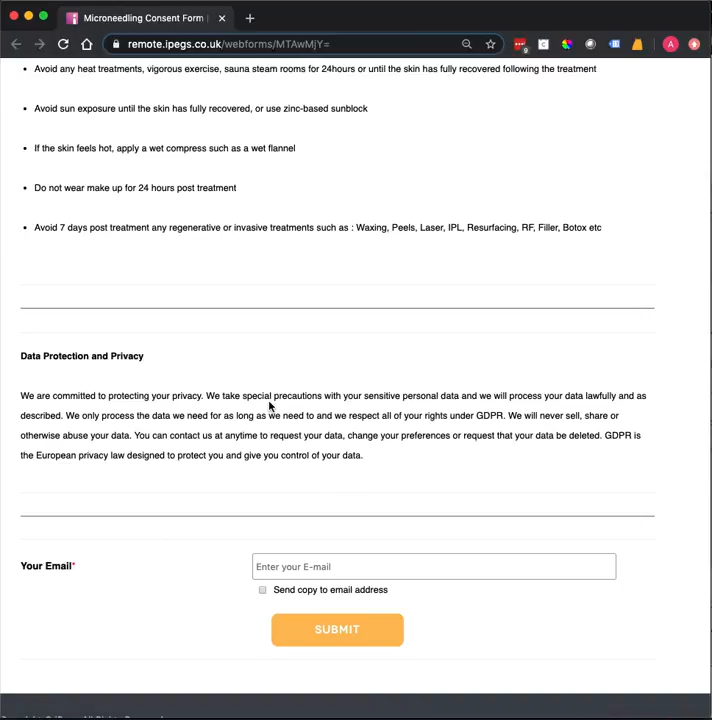 Microneedling Consent Form |
remote.ipegs.co.uk/webforms/MTAwMjY=
9
C
A
Avoid any heat treatments, vigorous exercise, sauna steam rooms for 24hours or until the skin has fully recovered following the treatment
Avoid sun exposure until the skin has fully recovered, or use zinc-based sunblock
If the skin feels hot, apply a wet compress such as a wet flannel
Do not wear make up for 24 hours post treatment
Avoid 7 days post treatment any regenerative or invasive treatments such as : Waxing, Peels, Laser, IPL, Resurfacing, RF, Filler, Botox etc
Data Protection and Privacy
We are committed to protecting your privacy. We take special precautions with your sensitive personal data and we will process your data lawfully and as
described. We only process the data we need for as long as we need to and we respect all of your rights under GDPR. We will never sell, share or
otherwise abuse your data. You can contact us at anytime to request your data, change your preferences or request that your data be deleted. GDPR is
the European privacy law designed to protect you and give you control of your data.
Your Email*
Enter your E-mail
Send copy to email address
SUBMIT